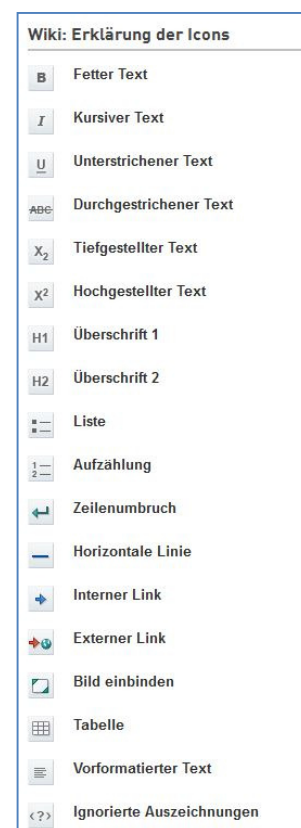 Wiki: Erklärung der Icons
B Fetter Text
I Kursiver Text
U Unterstrichener Text
ABC Durchgestrichener Text
X2 Tiefgestellter Text
X² Hochgestellter Text
H1 Überschrift 1
H2 Überschrift 2
Liste
1 2 Aufzählung
Zeilenumbruch
Horizontale Linie
Interner Link
Externer Link
Bild einbinden
Tabelle
Vorformatierter Text
<?> Ignorierte Auszeichnungen